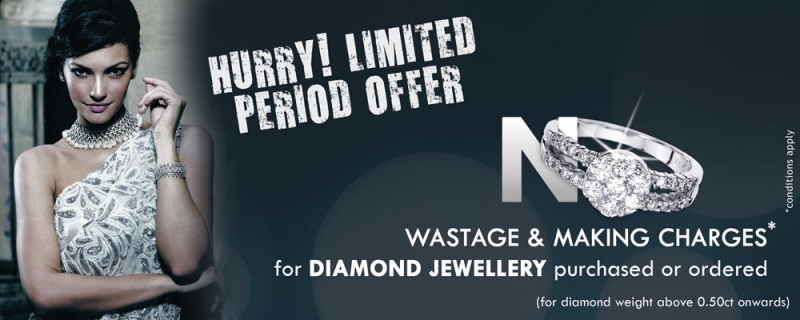 HURRY! LIMITED
PERIOD OFFER
N
WASTAGE & MAKING CHARGES*
for DIAMOND JEWELLERY purchased or ordered
(for diamond weight above 0.50ct onwards)
*conditions apply